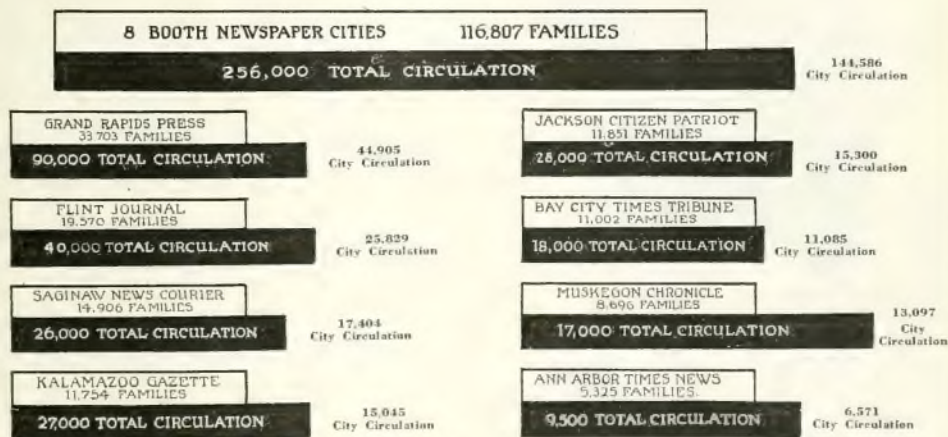 8 BOOTH NEWSPAPER CITIES 116,807 FAMILIES
256,000 TOTAL CIRCULATION
144,586
City Circulation
GRAND RAPIDS PRESS
33,703 FAMILIES
90,000 TOTAL CIRCULATION
44,905
City Circulation
JACKSON CITIZEN PATRIOT
11,851 FAMILIES
28,000 TOTAL CIRCULATION
15,300
City Circulation
FLINT JOURNAL
19,570 FAMILIES
40,000 TOTAL CIRCULATION
25,829
City Circulation
BAY CITY TIMES TRIBUNE
11,002 FAMILIES
18,000 TOTAL CIRCULATION
11,085
City Circulation
SAGINAW NEWS COURIER
14,906 FAMILIES
26,000 TOTAL CIRCULATION
17,404
City Circulation
MUSKEGON CHRONICLE
8,696 FAMILIES
17,000 TOTAL CIRCULATION
13,097
City
Circulation
KALAMAZOO GAZETTE
11,754 FAMILIES
27,000 TOTAL CIRCULATION
15,045
City Circulation
ANN ARBOR TIMES NEWS
5,325 FAMILIES.
9,500 TOTAL CIRCULATION
6,571
City Circulation